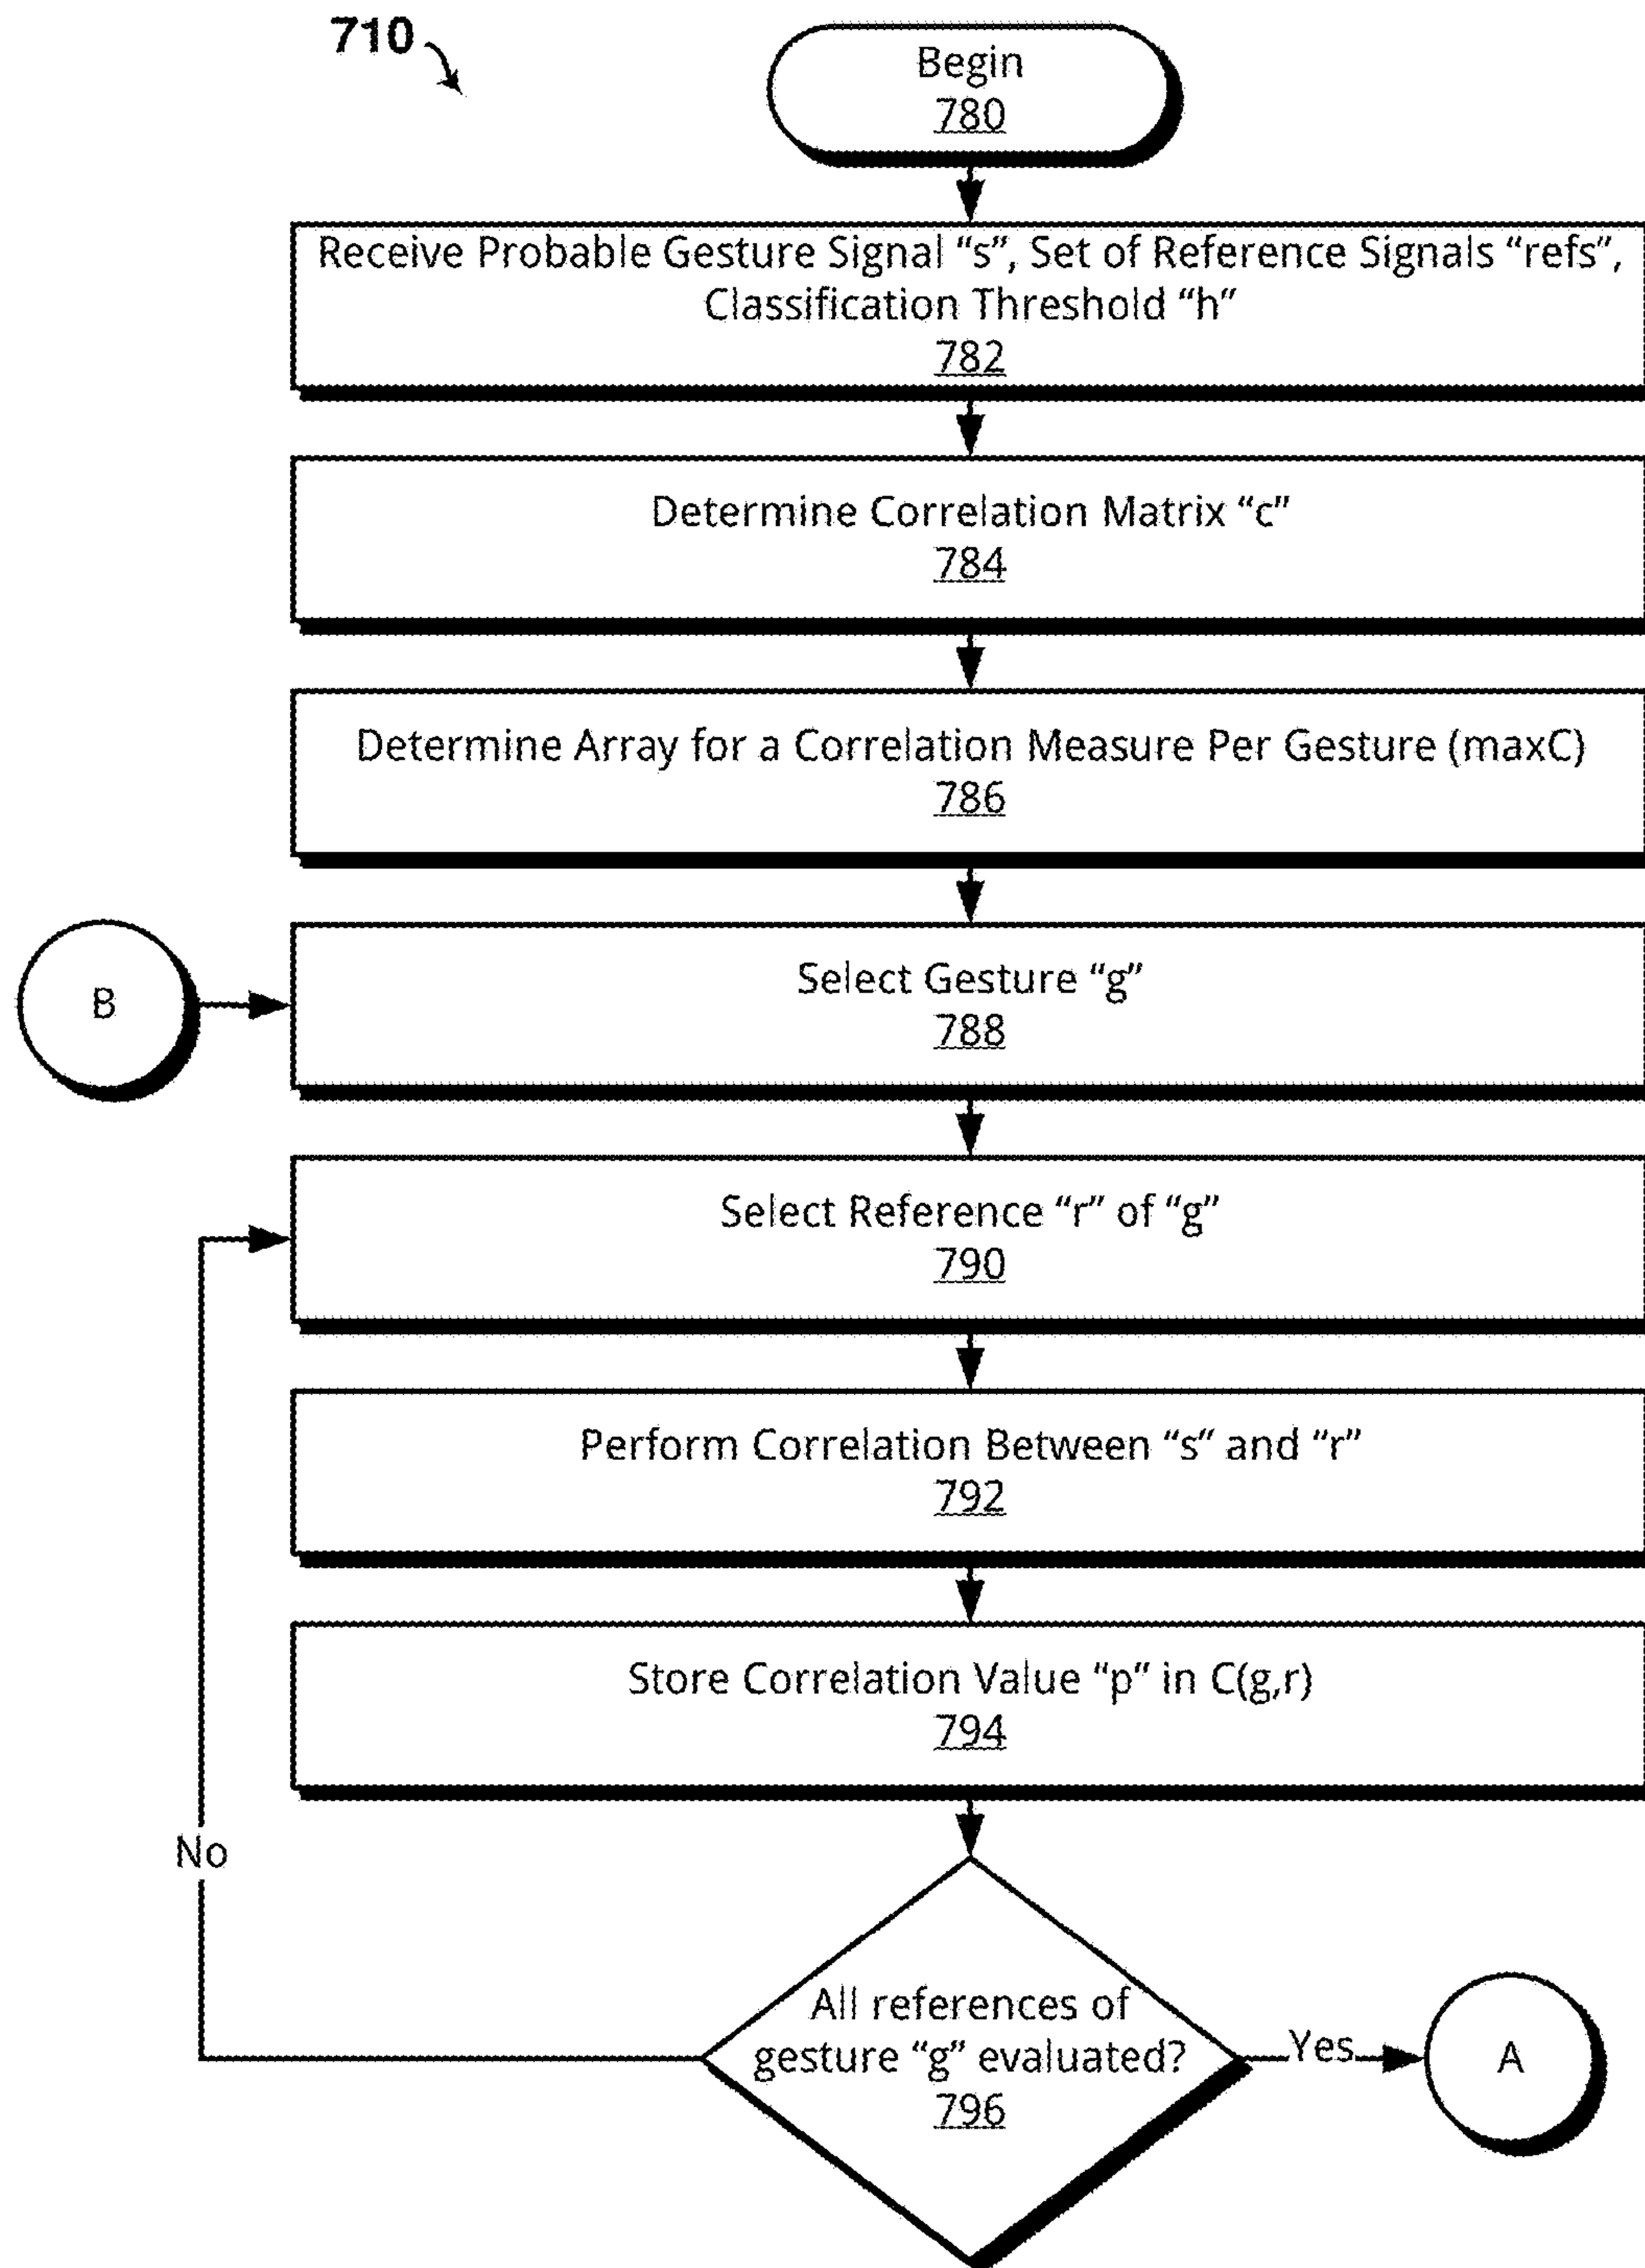 710
Begin
780
Receive Probable Gesture Signal “s”, Set of Reference Signals “refs”,
Classification Threshold “h”
782
Determine Correlation Matrix “c”
784
Determine Array for a Correlation Measure Per Gesture (maxC)
786
B
Select Gesture “g”
788
Select Reference “r” of “g”
790
Perform Correlation Between “s” and “r”
792
Store Correlation Value “p” in C(g,r)
794
No
All references of
gesture “g” evaluated?
796
Yes
A